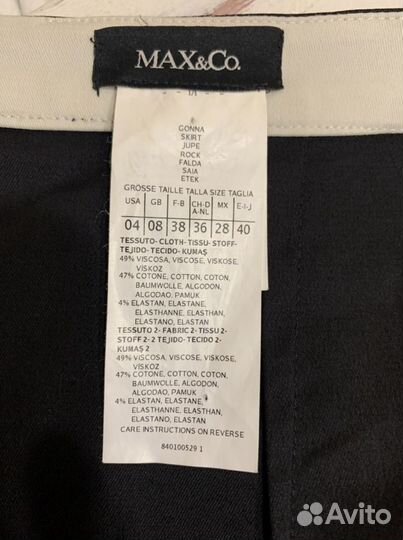 MAX&Co.
GONNA
SKIRT
JUPE
ROCK
FALDA
SAIA
ETEK
GRÖSSE TAILLE TALLA SIZE TAGLIA
USA GB F-B CH-D A-NL MX E-I-J
04 08 38 36 28 40
TESSUTO- CLOTH- TISSU- STOFF-
TEJIDO- TECIDO- KUMAŞ
49% VISCOSA, VISCOSE, VISKOSE,
VISKOZ
47% COTONE, COTTON, COTON,
BAUMWOLLE, ALGODON,
ALGODAO, PAMUK
4% ELASTAN, ELASTANE,
ELASTHANNE, ELASTHAN,
ELASTANO, ELASTAN
TESSUTO 2- FABRIC 2- TISSU 2-
STOFF 2- 2 TEJIDO- TECIDO 2-
KUMAŞ 2
49% VISCOSA, VISCOSE, VISKOSE,
VISKOZ
47% COTONE, COTTON, COTON,
BAUMWOLLE, ALGODON,
ALGODAO, PAMUK
4% ELASTAN, ELASTANE,
ELASTHANNE, ELASTHAN,
ELASTANO, ELASTAN
CARE INSTRUCTIONS ON REVERSE
840100529 1
Avito